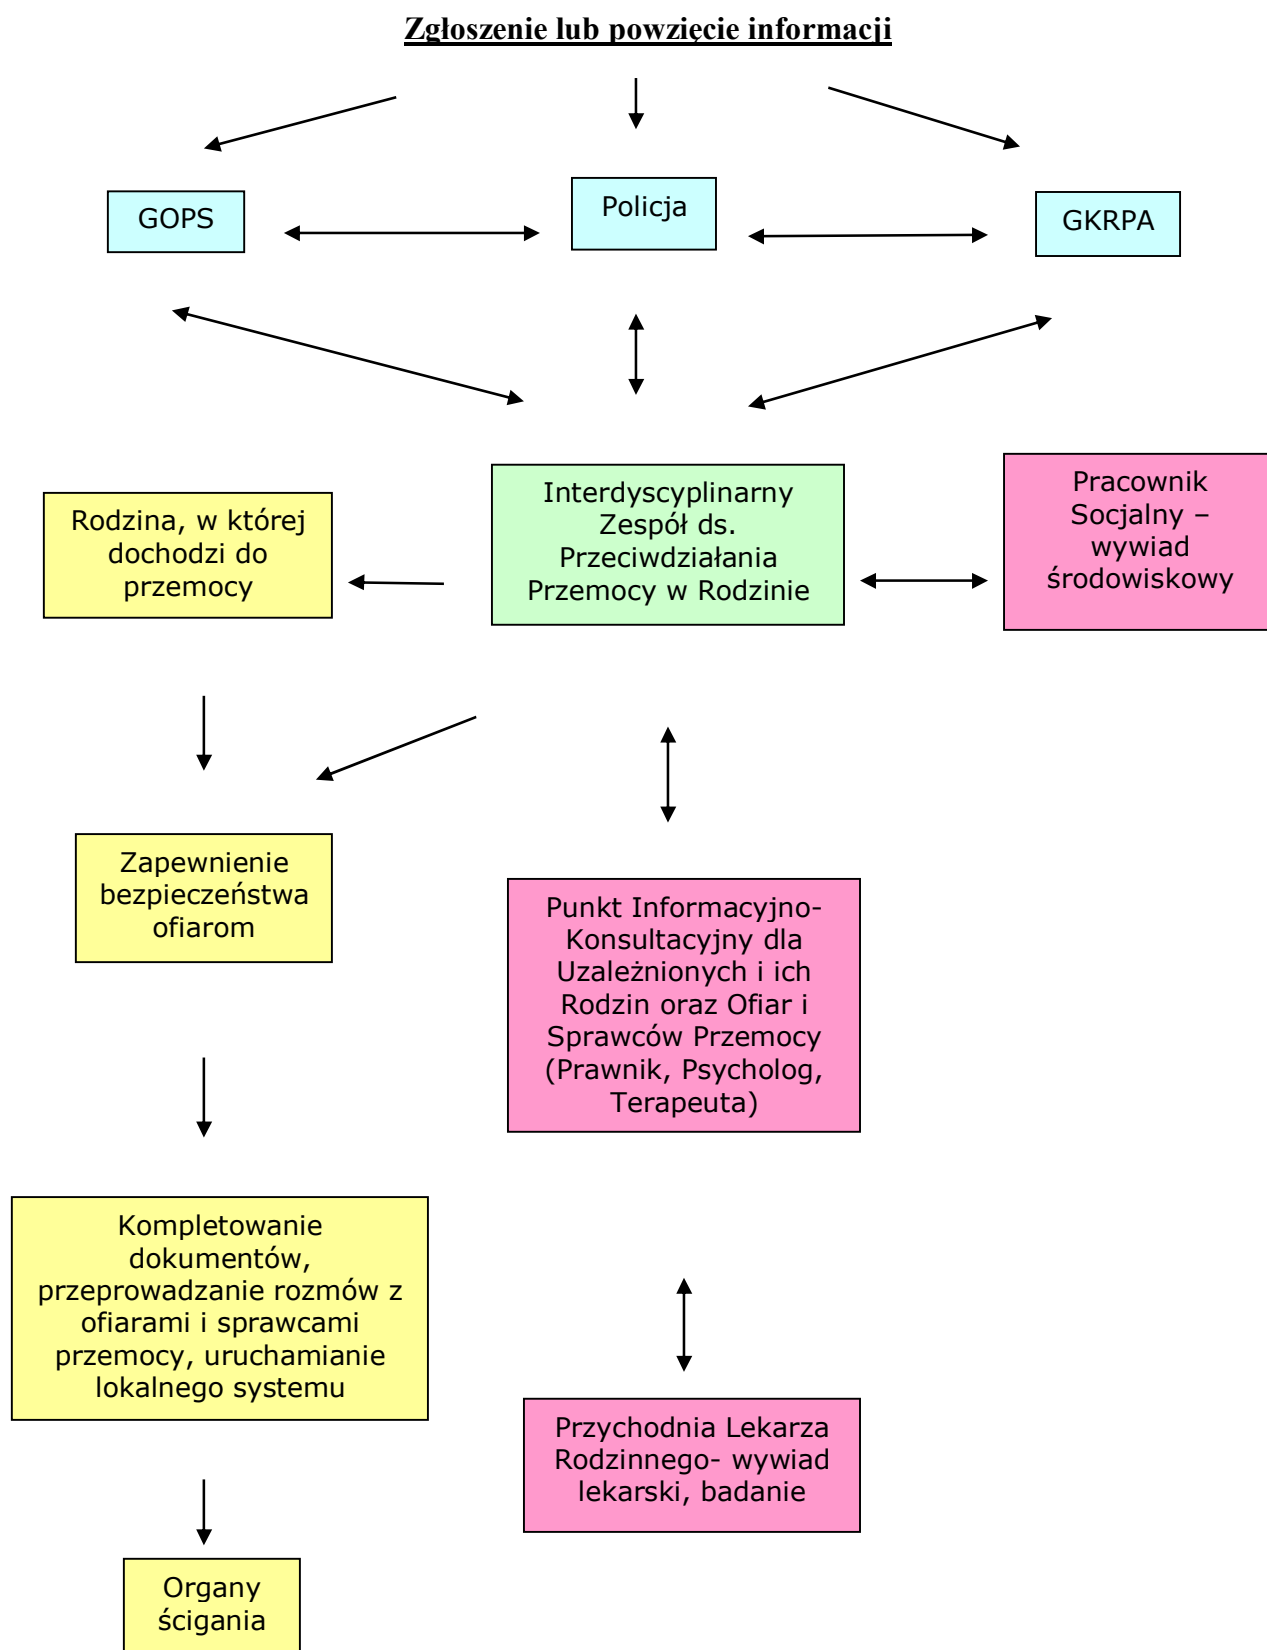 Zgłoszenie lub powzięcie informacji
GOPS
Policja
GKRPA
Rodzina, w której
dochodzi do
przemocy
Interdyscyplinarny
Zespół ds.
Przeciwdziałania
Przemocy w Rodzinie
Pracownik
Socjalny –
wywiad
środowiskowy
Zapewnienie
bezpieczeństwa
ofiarom
Punkt Informacyjno-
Konsultacyjny dla
Uzależnionych i ich
Rodzin oraz Ofiar i
Sprawców Przemocy
(Prawnik, Psycholog,
Terapeuta)
Kompletowanie
dokumentów,
przeprowadzanie rozmów z
ofiarami i sprawcami
przemocy, uruchamianie
lokalnego systemu
Przychodnia Lekarza
Rodzinnego- wywiad
lekarski, badanie
Organy
ścigania